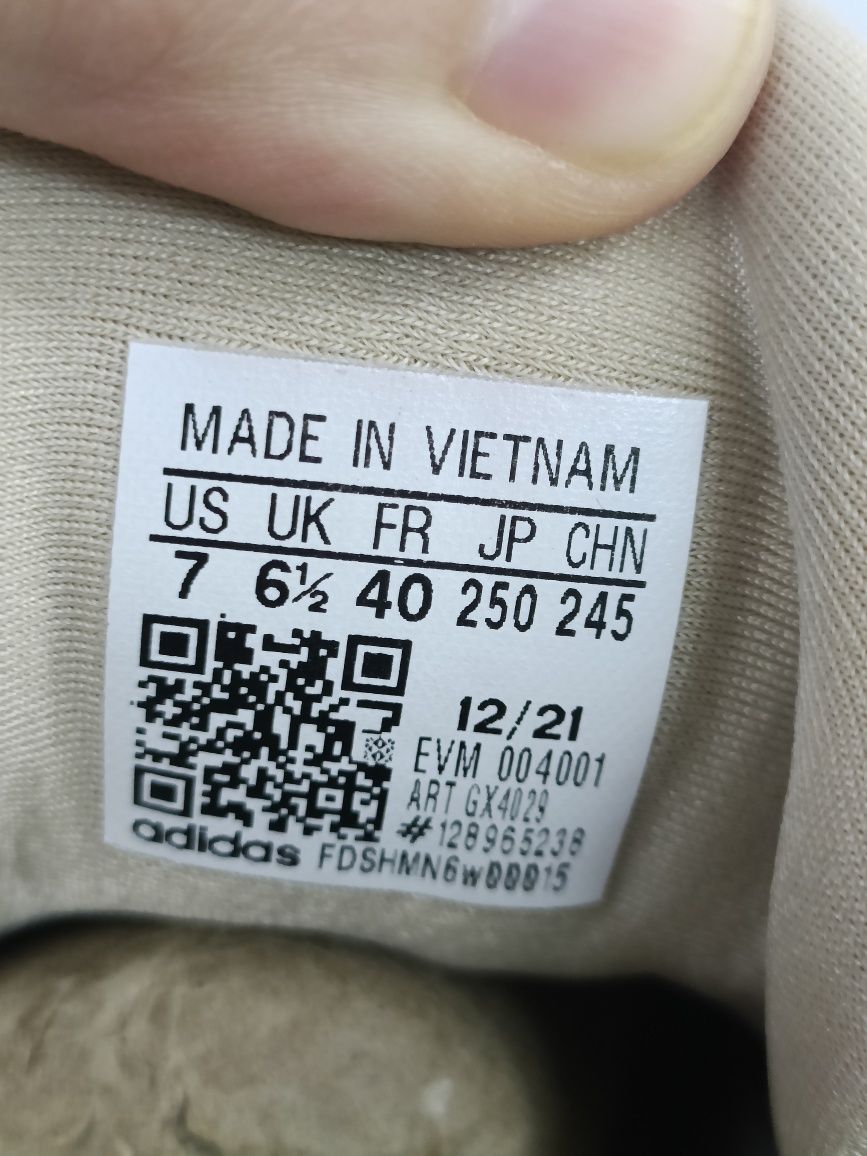 MADE IN VIETNAM
US UK FR JP CHN
7 6½ 40 250 245
12/21
EVM 004001
ART GX4029
#128965238
adidas FDSHMN6W00015